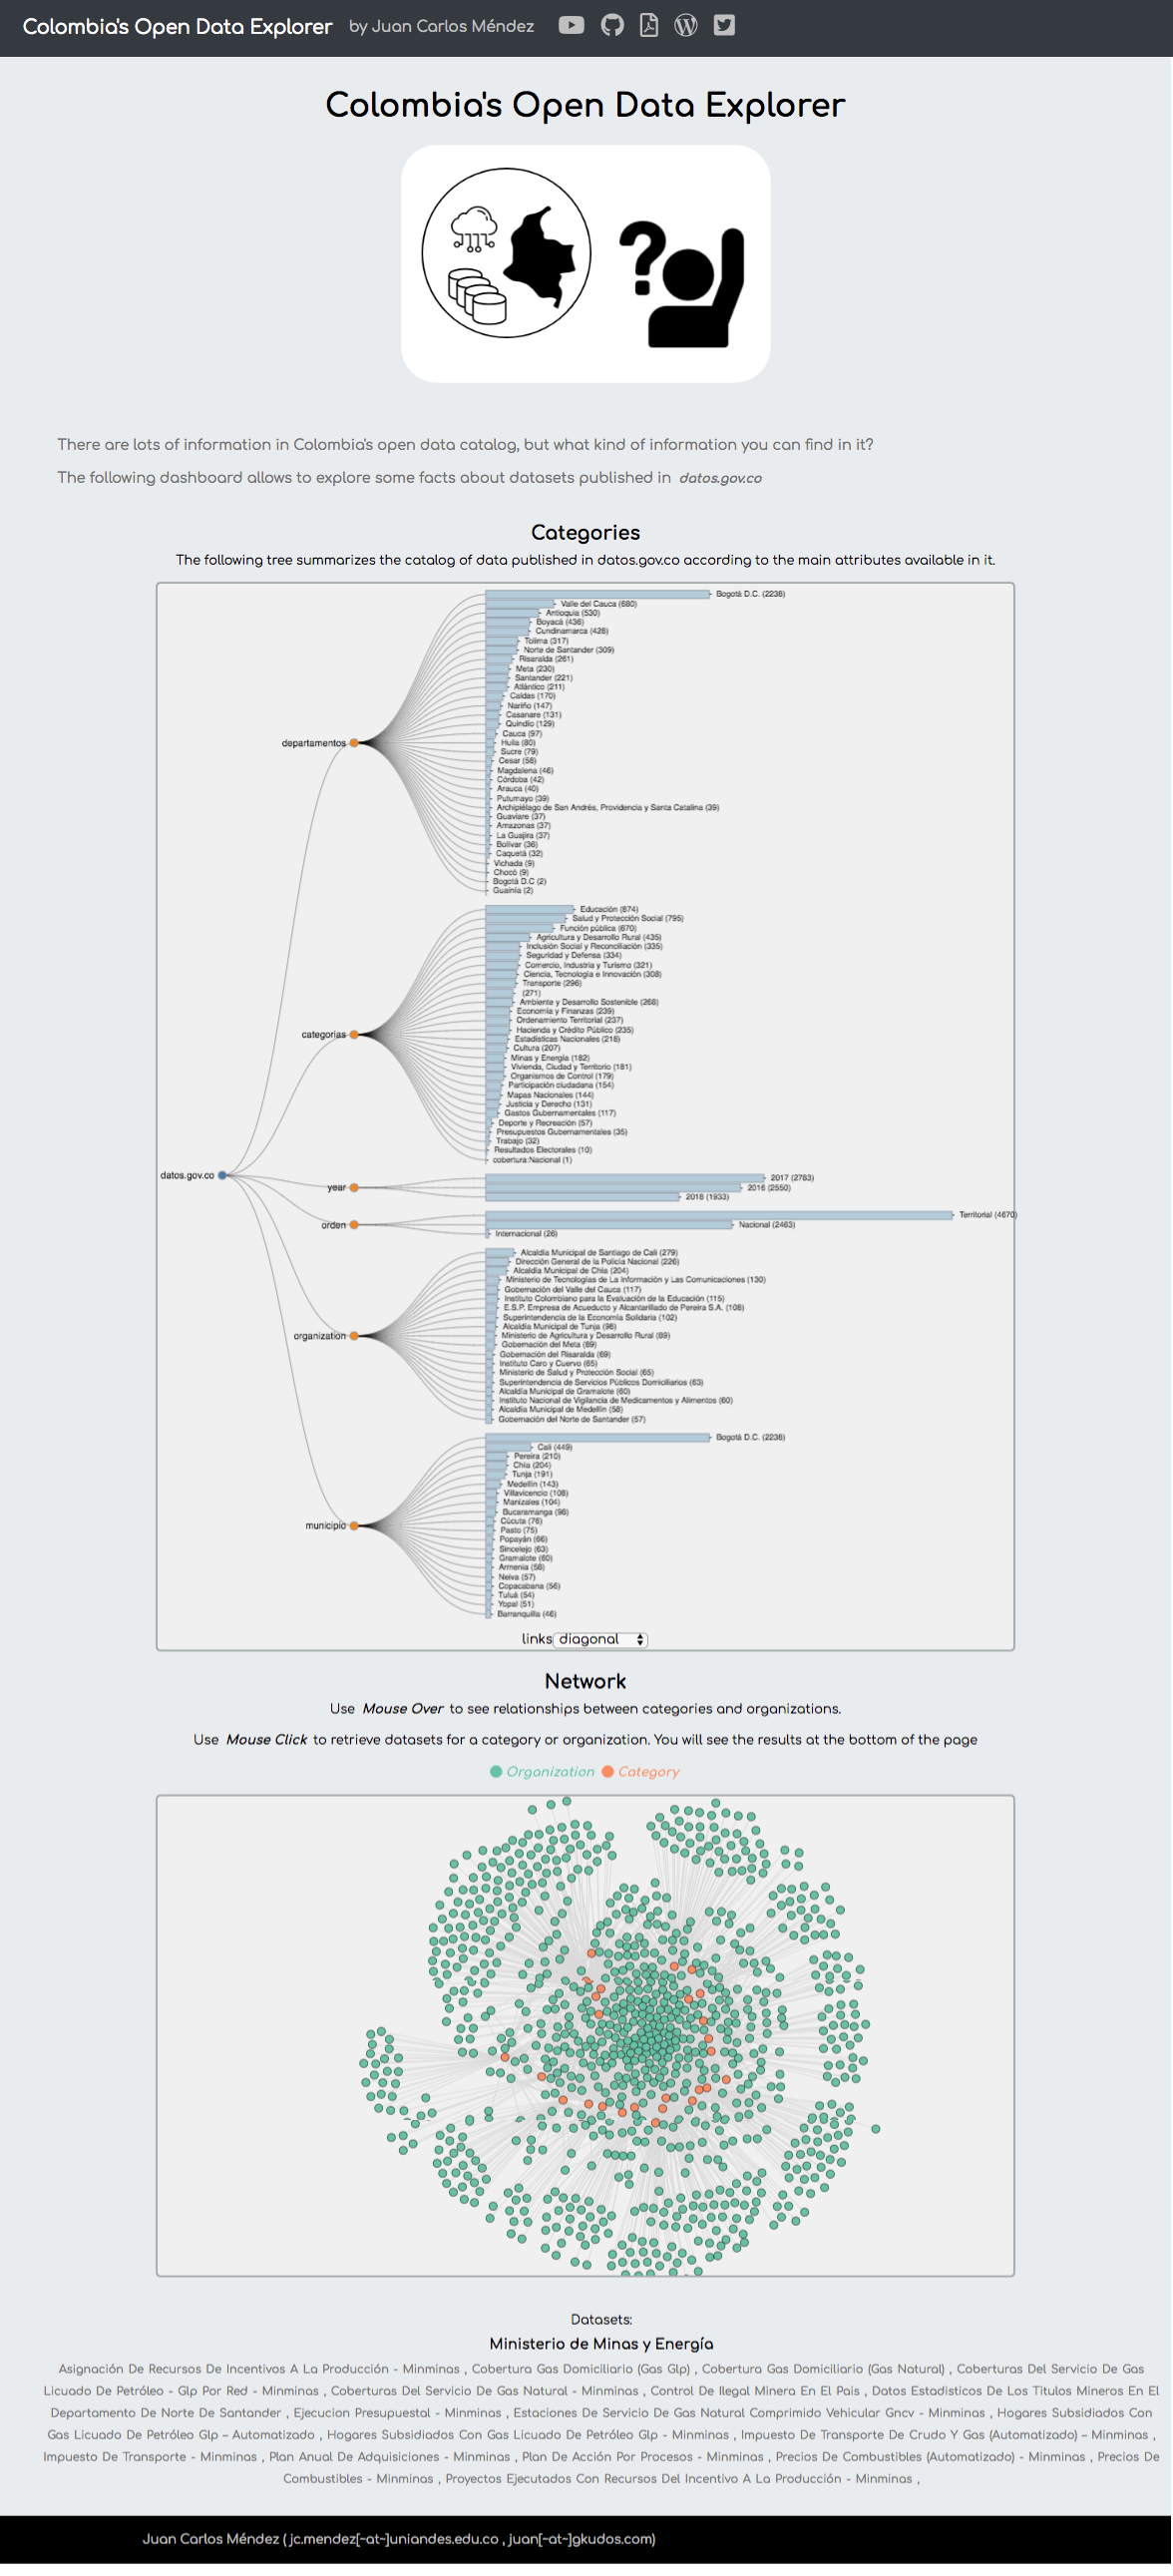 Colombia's Open Data Explorer by Juan Carlos Méndez
Colombia's Open Data Explorer
There are lots of information in Colombia's open data catalog, but what kind of information you can find in it?
The following dashboard allows to explore some facts about datasets published in datos.gov.co
Categories
The following tree summarizes the catalog of data published in datos.gov.co according to the main attributes available in it.
Bogotá D.C. (2238)
Valle del Cauca (680)
Antioquia (530)
Boyacá (436)
Cundinamarca (428)
Tolima (317)
Norte de Santander (309)
Risaralda (261)
Meta (230)
Santander (221)
Atlántico (211)
Caldas (170)
Nariño (147)
Casanare (131)
Quindío (129)
Cauca (97)
departamentos
Huila (80)
Sucre (79)
Cesar (58)
Magdalena (46)
Córdoba (42)
Arauca (40)
Putumayo (39)
Archipiélago de San Andrés, Providencia y Santa Catalina (39)
Guaviare (37)
Amazonas (37)
La Guajira (37)
Bolívar (36)
Caquetá (32)
Vichada (9)
Chocó (9)
Bogotá D.C (2)
Guainía (2)
Educación (874)
Salud y Protección Social (795)
Función pública (670)
Agricultura y Desarrollo Rural (435)
Inclusión Social y Reconciliación (335)
Seguridad y Defensa (334)
Comercio, Industria y Turismo (321)
Ciencia, Tecnología e Innovación (308)
Transporte (296)
(271)
Ambiente y Desarrollo Sostenible (268)
Economía y Finanzas (239)
Ordenamiento Territorial (237)
Hacienda y Crédito Público (235)
categorias
Estadísticas Nacionales (218)
Cultura (207)
Minas y Energía (182)
Vivienda, Ciudad y Territorio (181)
Organismos de Control (179)
Participación ciudadana (154)
Mapas Nacionales (144)
Justicia y Derecho (131)
Gastos Gubernamentales (117)
Deporte y Recreación (57)
Presupuestos Gubernamentales (35)
Trabajo (32)
Resultados Electorales (10)
cobertura:Nacional (1)
datos.gov.co
2017 (2763)
year
2016 (2550)
2018 (1933)
Territorial (4670)
orden
Nacional (2463)
Internacional (26)
Alcaldía Municipal de Santiago de Cali (279)
Dirección General de la Policía Nacional (226)
Alcaldía Municipal de Chía (204)
Ministerio de Tecnologías de La Información y Las Comunicaciones (130)
Gobernación del Valle del Cauca (117)
Instituto Colombiano para la Evaluación de la Educación (115)
E.S.P. Empresa de Acueducto y Alcantarillado de Pereira S.A. (108)
Superintendencia de la Economía Solidaria (102)
Alcaldía Municipal de Tunja (98)
organization
Ministerio de Agricultura y Desarrollo Rural (89)
Gobernación del Meta (89)
Gobernación del Risaralda (69)
Instituto Caro y Cuervo (65)
Ministerio de Salud y Protección Social (65)
Superintendencia de Servicios Públicos Domiciliarios (63)
Alcaldía Municipal de Gramalote (60)
Instituto Nacional de Vigilancia de Medicamentos y Alimentos (60)
Alcaldía Municipal de Medellín (58)
Gobernación del Norte de Santander (57)
Bogotá D.C. (2238)
Cali (449)
Pereira (210)
Chía (204)
Tunja (191)
Medellín (143)
Villavicencio (108)
Manizales (104)
Bucaramanga (98)
Cúcuta (76)
municipio
Pasto (75)
Popayán (66)
Sincelejo (63)
Gramalote (60)
Armenia (58)
Neiva (57)
Copacabana (56)
Tuluá (54)
Yopal (51)
Barranquilla (46)
links diagonal
Network
Use Mouse Over to see relationships between categories and organizations.
Use Mouse Click to retrieve datasets for a category or organization. You will see the results at the bottom of the page
Organization Category
Datasets:
Ministerio de Minas y Energía
Asignación De Recursos De Incentivos A La Producción - Minminas , Cobertura Gas Domiciliario (Gas Glp) , Cobertura Gas Domiciliario (Gas Natural) , Coberturas Del Servicio De Gas
Licuado De Petróleo - Glp Por Red - Minminas , Coberturas Del Servicio De Gas Natural - Minminas , Control De Ilegal Minera En El Pais , Datos Estadisticos De Los Titulos Mineros En El
Departamento De Norte De Santander , Ejecucion Presupuestal - Minminas , Estaciones De Servicio De Gas Natural Comprimido Vehicular Gncv - Minminas , Hogares Subsidiados Con
Gas Licuado De Petróleo Glp – Automatizado , Hogares Subsidiados Con Gas Licuado De Petróleo Glp - Minminas , Impuesto De Transporte De Crudo Y Gas (Automatizado) – Minminas ,
Impuesto De Transporte - Minminas , Plan Anual De Adquisiciones - Minminas , Plan De Acción Por Procesos - Minminas , Precios De Combustibles (Automatizado) - Minminas , Precios De
Combustibles - Minminas , Proyectos Ejecutados Con Recursos Del Incentivo A La Producción - Minminas ,
Juan Carlos Méndez ( jc.mendez[~at~]uniandes.edu.co , juan[~at~]gkudos.com)